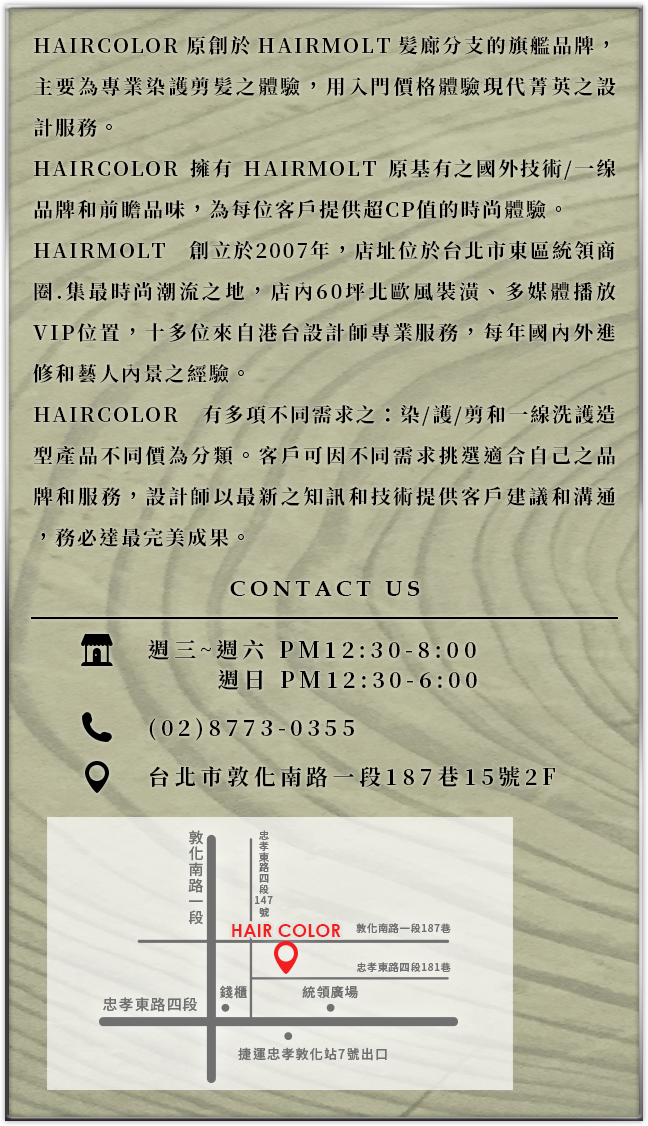 HAIRCOLOR 原創於 HAIRMOLT 髮廊分支的旗艦品牌，
主要為專業染護剪髮之體驗，用入門價格體驗現代菁英之設
計服務。
HAIRCOLOR 擁有 HAIRMOLT 原基有之國外技術/一線
品牌和前瞻品味，為每位客戶提供超CP值的時尚體驗。
HAIRMOLT　創立於2007年，店址位於台北市東區統領商
圈.集最時尚潮流之地，店內60坪北歐風裝潢、多媒體播放
VIP位置，十多位來自港台設計師專業服務，每年國內外進
修和藝人內景之經驗。
HAIRCOLOR　有多項不同需求之：染/護/剪和一線洗護造
型產品不同價為分類。客戶可因不同需求挑選適合自己之品
牌和服務，設計師以最新之知訊和技術提供客戶建議和溝通
，務必達最完美成果。
CONTACT US
週三~週六 PM12:30-8:00
週日 PM12:30-6:00
(02)8773-0355
台北市敦化南路一段187巷15號2F
敦化南路一段
忠孝東路四段147號
HAIR COLOR
敦化南路一段187巷
忠孝東路四段181巷
錢櫃
統領廣場
忠孝東路四段
捷運忠孝敦化站7號出口